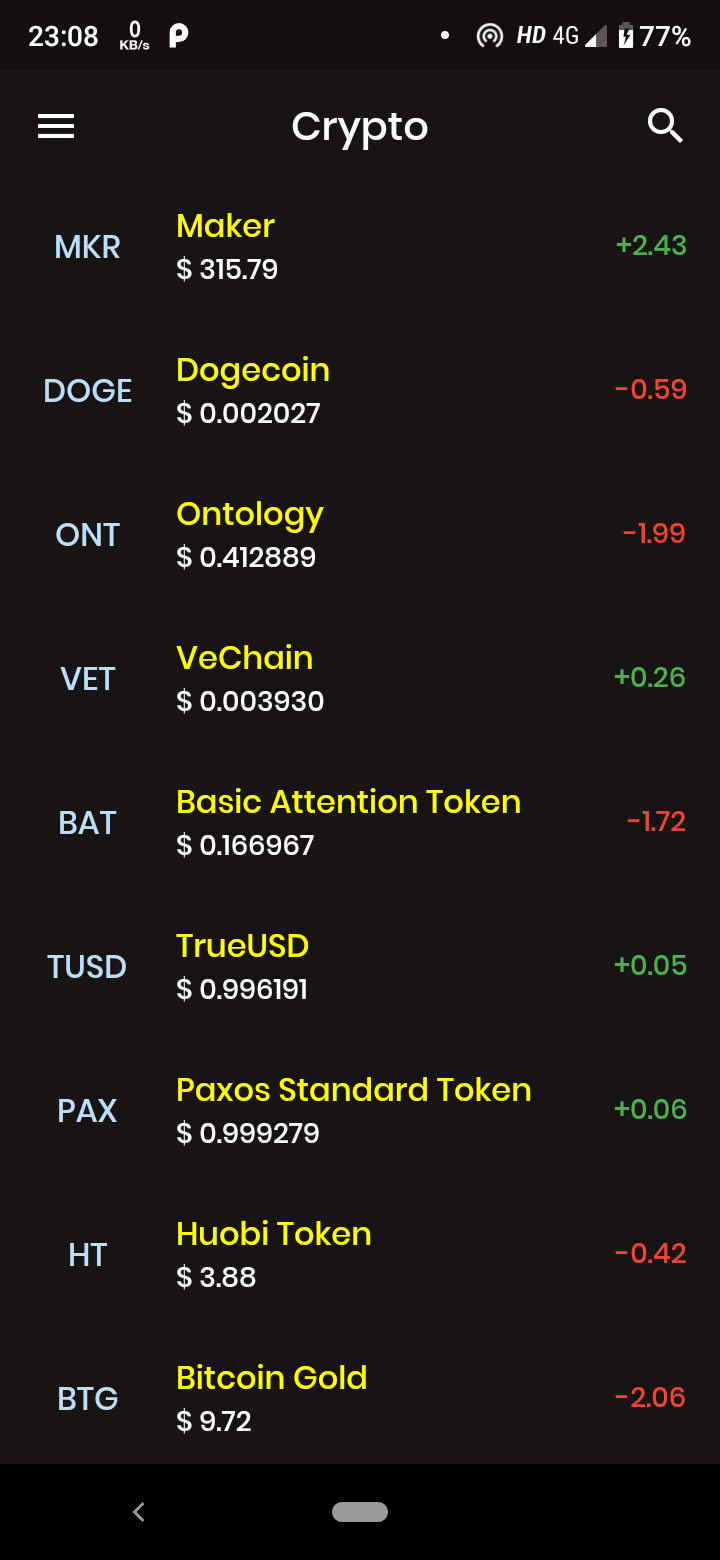 23:08 0 KB/s HD 4G 77%
Crypto
MKR Maker +2.43
$ 315.79
DOGE Dogecoin -0.59
$ 0.002027
ONT Ontology -1.99
$ 0.412889
VET VeChain +0.26
$ 0.003930
BAT Basic Attention Token -1.72
$ 0.166967
TUSD TrueUSD +0.05
$ 0.996191
PAX Paxos Standard Token +0.06
$ 0.999279
HT Huobi Token -0.42
$ 3.88
BTG Bitcoin Gold -2.06
$ 9.72